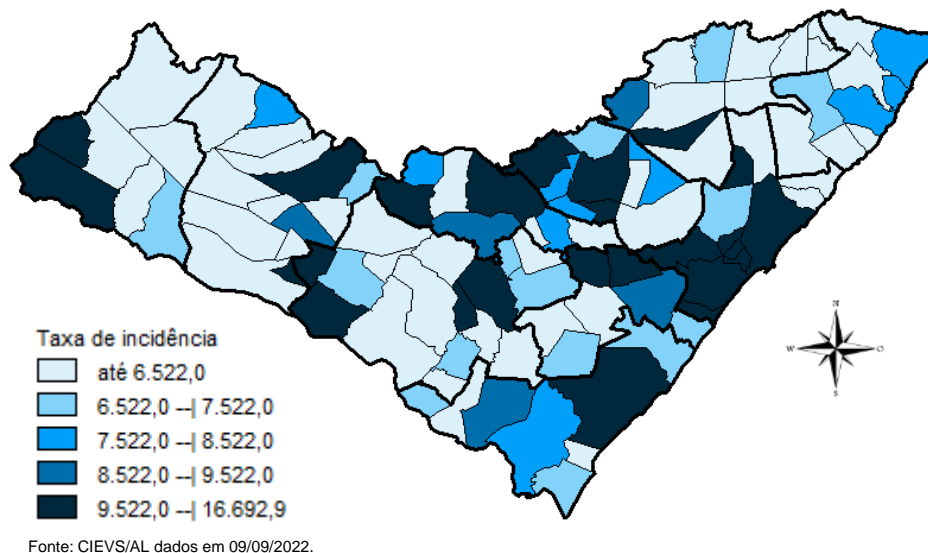 N
W O
S
Taxa de incidência
até 6.522,0
6.522,0 --| 7.522,0
7.522,0 --| 8.522,0
8.522,0 --| 9.522,0
9.522,0 --| 16.692,9
Fonte: CIEVS/AL dados em 09/09/2022.